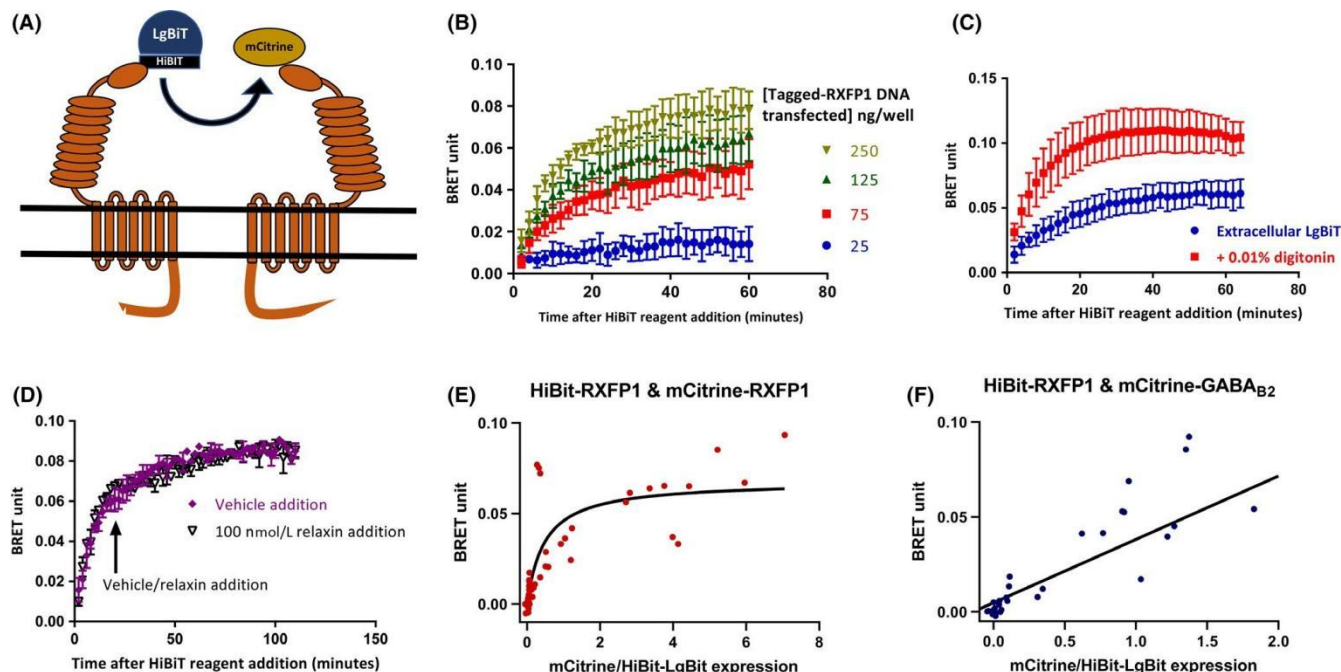 (A)
LgBiT
HiBIT
mCitrine
(B)
BRET unit
0.10
0.08
0.06
0.04
0.02
0.00
0
20
40
60
80
Time after HiBiT reagent addition (minutes)
[Tagged-RXFP1 DNA
transfected] ng/well
250
125
75
25
(C)
BRET unit
0.15
0.10
0.05
0.00
0
20
40
60
80
Time after HiBiT reagent addition (minutes)
Extracellular LgBiT
+ 0.01% digitonin
(D)
BRET unit
0.10
0.08
0.06
0.04
0.02
0.00
0
50
100
150
Time after HiBiT reagent addition (minutes)
Vehicle addition
100 nmol/L relaxin addition
Vehicle/relaxin addition
(E)
HiBit-RXFP1 & mCitrine-RXFP1
BRET unit
0.10
0.05
0.00
0
2
4
6
8
mCitrine/HiBit-LgBit expression
(F)
HiBit-RXFP1 & mCitrine-GABAB2
BRET unit
0.10
0.05
0.00
0.0
0.5
1.0
1.5
2.0
mCitrine/HiBit-LgBit expression